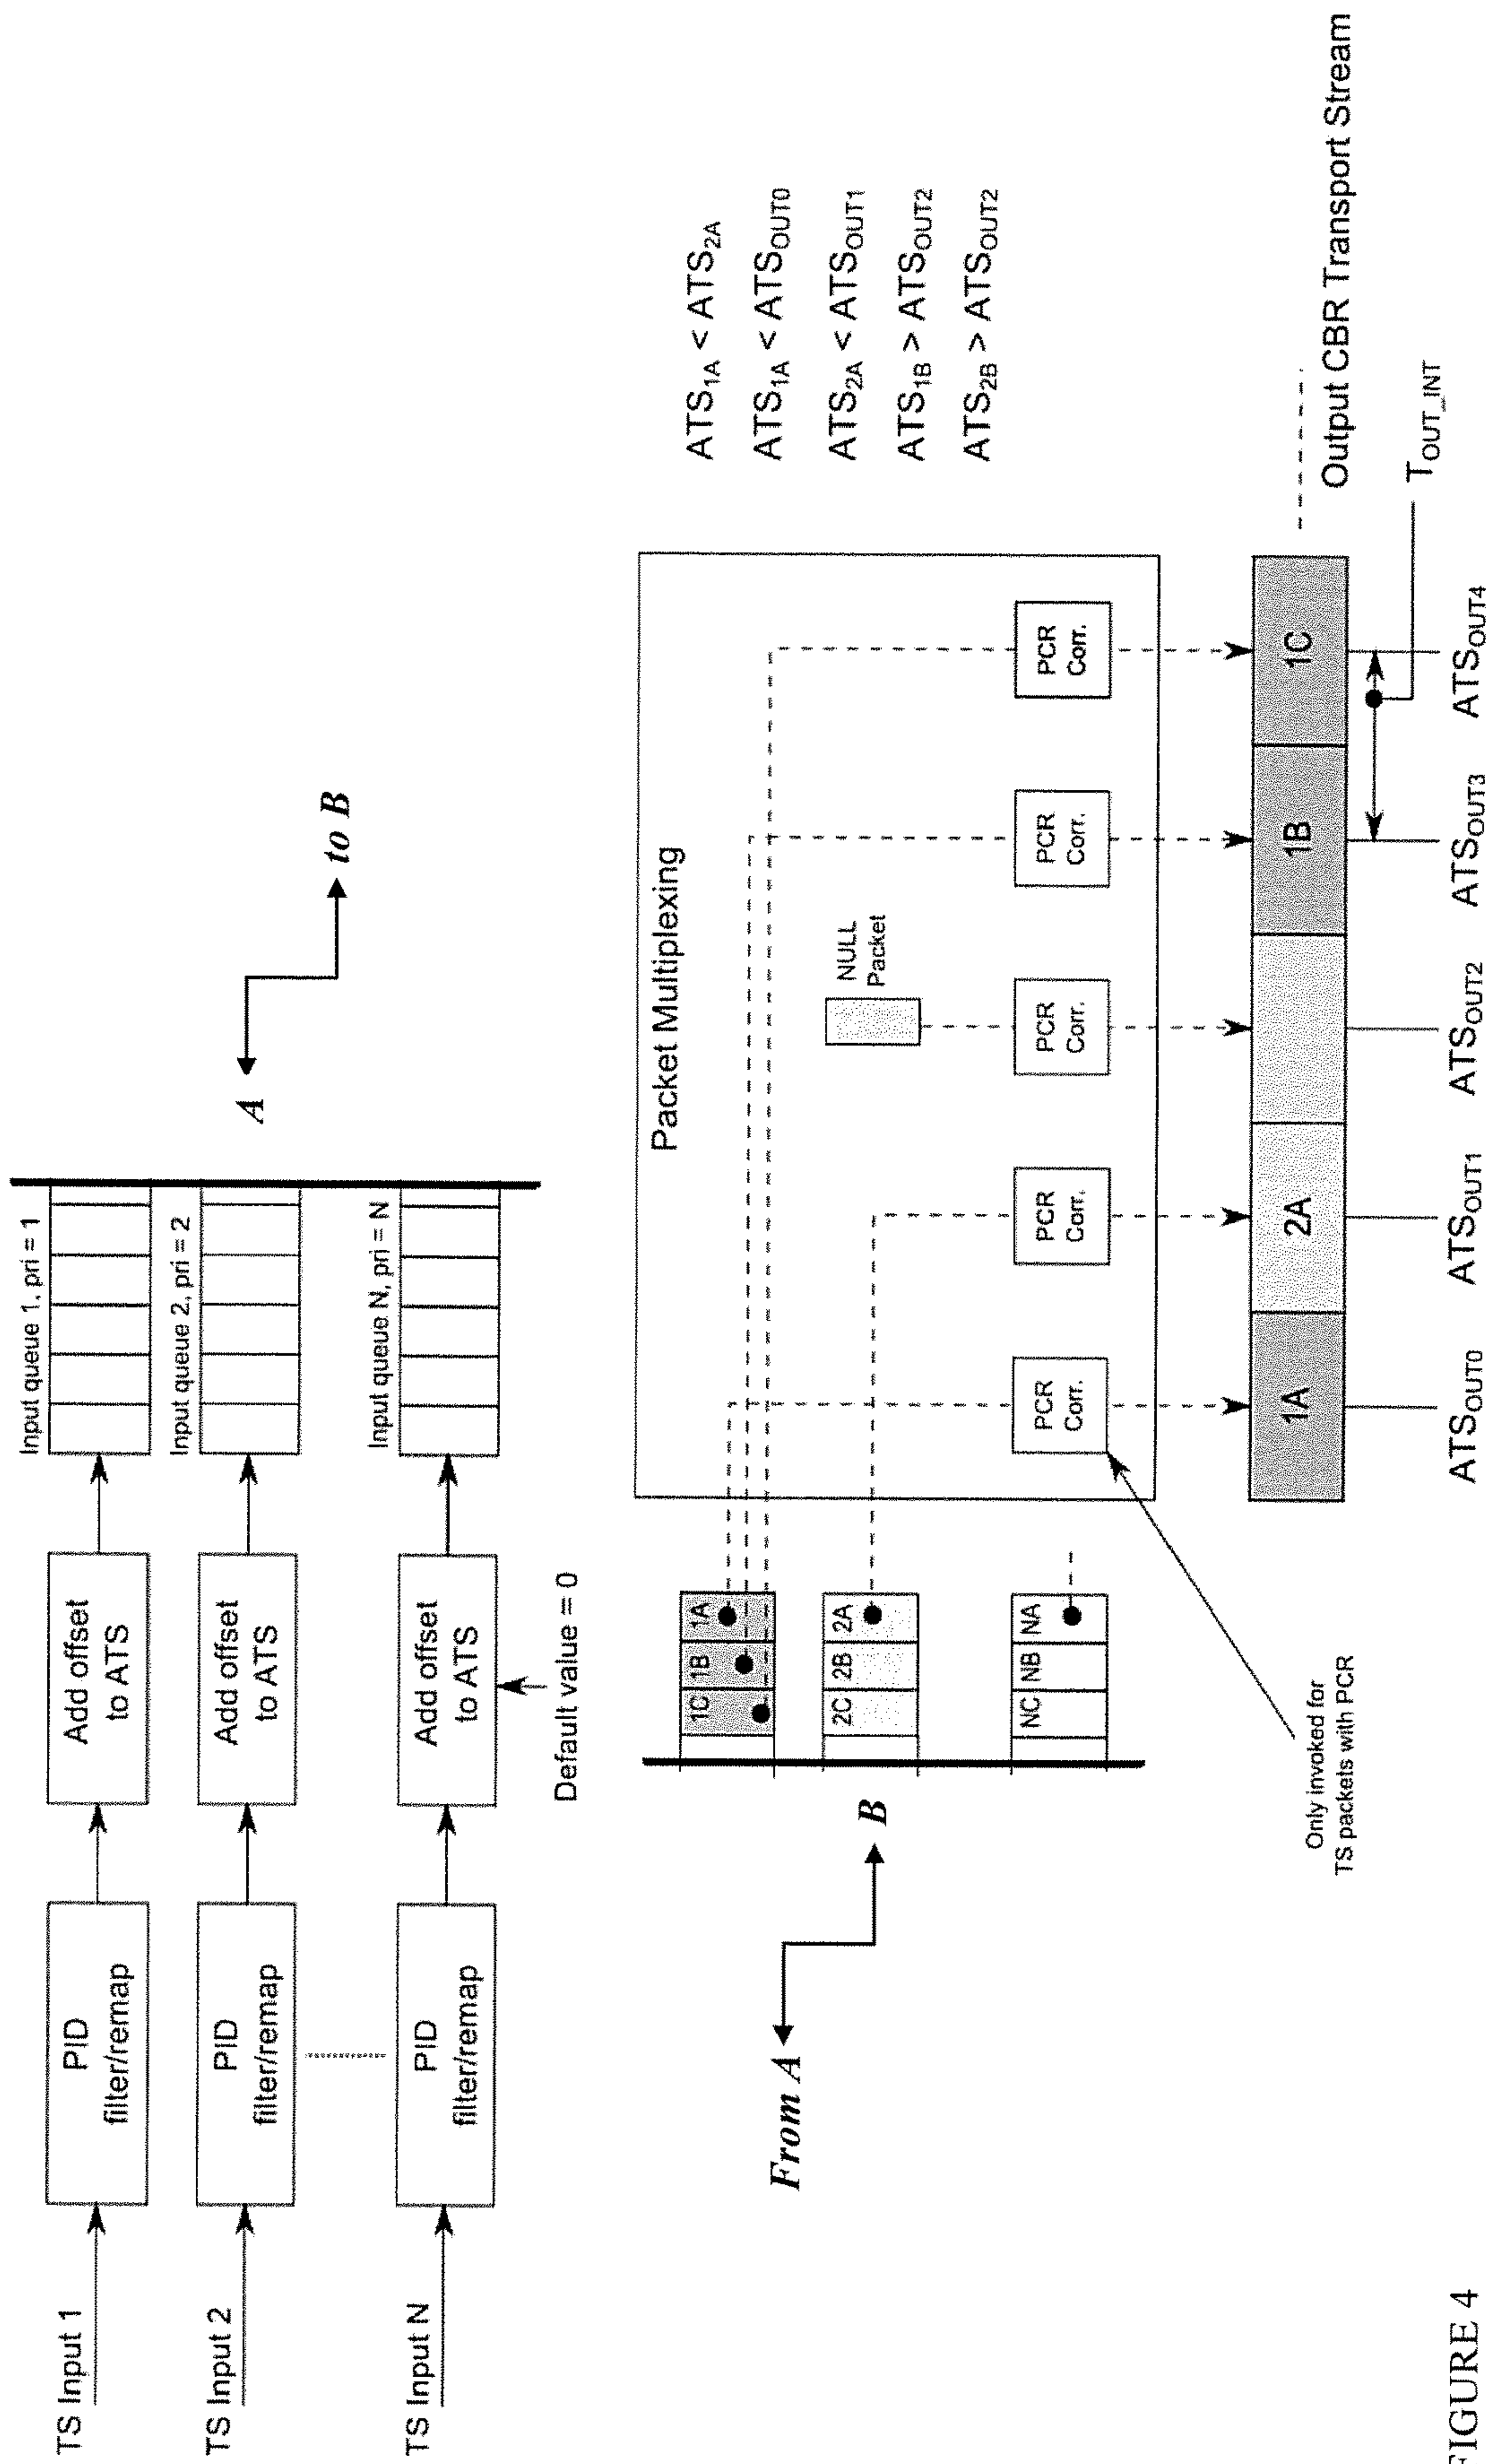 TS Input 1
PID
filter/remap
Add offset
to ATS
Input queue 1, pri = 1
TS Input 2
PID
filter/remap
Add offset
to ATS
Input queue 2, pri = 2
TS Input N
PID
filter/remap
Add offset
to ATS
Input queue N, pri = N
Default value = 0
A
to B
From A
B
1C 1B 1A
2C 2B 2A
NC NB NA
Packet Multiplexing
NULL
Packet
PCR
Corr.
PCR
Corr.
PCR
Corr.
PCR
Corr.
PCR
Corr.
Only invoked for
TS packets with PCR
ATS1A < ATS2A
ATS1A < ATSOUT0
ATS2A < ATSOUT1
ATS1B > ATSOUT2
ATS2B > ATSOUT2
1A 2A 1B 1C
Output CBR Transport Stream
TOUT_INT
ATSOUT0 ATSOUT1 ATSOUT2 ATSOUT3 ATSOUT4
FIGURE 4